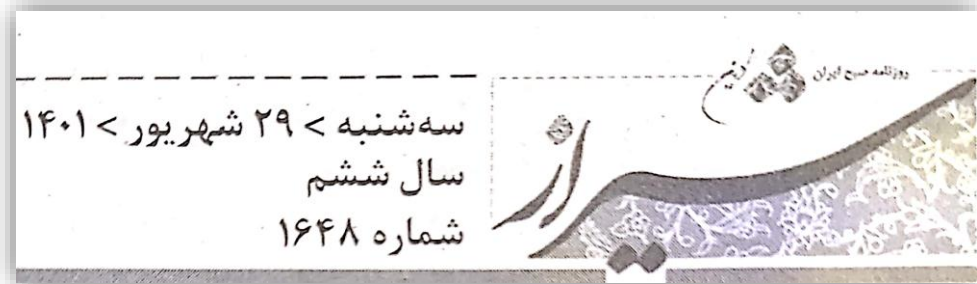 روزنامه صبح ایران
شیراز
سه‌شنبه > ۲۹ شهریور > ۱۴۰۱
سال ششم
شماره ۱۶۴۸